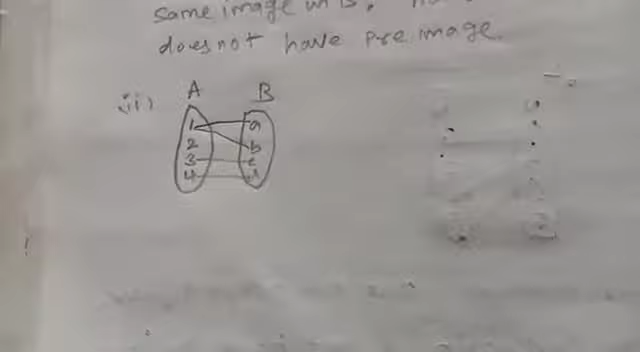 same image in B.
does not have pre image.
ii) A B
1 a
2 b
3 c
4 d